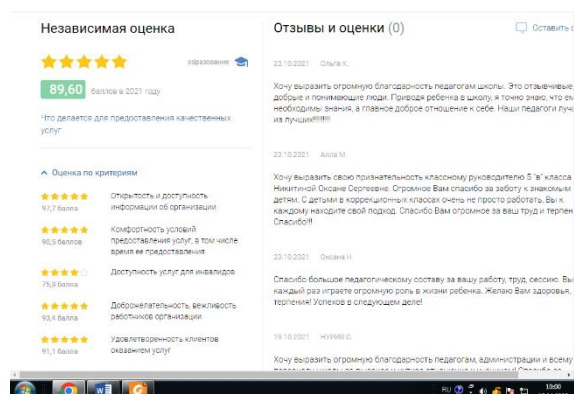 Независимая оценка
образование
89,60 баллов в 2021 году
Что делается для предоставления качественных
услуг
Оценка по критериям
97,7 балла
Открытость и доступность
информации об организации
90,5 баллов
Комфортность условий
предоставления услуг, в том числе
время ее предоставления
75,3 балла
Доступность услуг для инвалидов
93,4 балла
Доброжелательность, вежливость
работников организации
91,1 балла
Удовлетворенность клиентов
оказанием услуг
Отзывы и оценки (0)
Оставить
23.10.2021 Ольга К.
Хочу выразить огромную благодарность педагогам школы. Это отзывчивые,
добрые и понимающие люди. Приводя ребенка в школу, я точно знаю, что
необходимы знания, а главное доброе отношение к себе. Наши педагоги
из лучших!!!!!!!!
23.10.2021 Алла М.
Хочу выразить свою признательность классному руководителю 5 "в" класса
Никитиной Оксане Сергеевне. Огромное Вам спасибо за заботу к знакомым
детям. С детьми в коррекционных классах очень не просто работать, Вы к
каждому находите свой подход. Спасибо Вам огромное за ваш труд и
Спасибо!!!
23.10.2021 Оксана Н.
Спасибо большое педагогическому составу за вашу работу, труд, сессию. Вы
каждый раз играете огромную роль в жизни ребенка. Желаю Вам здоровья,
терпения! Успехов в следующем деле!
19.10.2021 НУРИЯ С.
Хочу выразить огромную благодарность педагогам, администрации и всему
RU
19:00